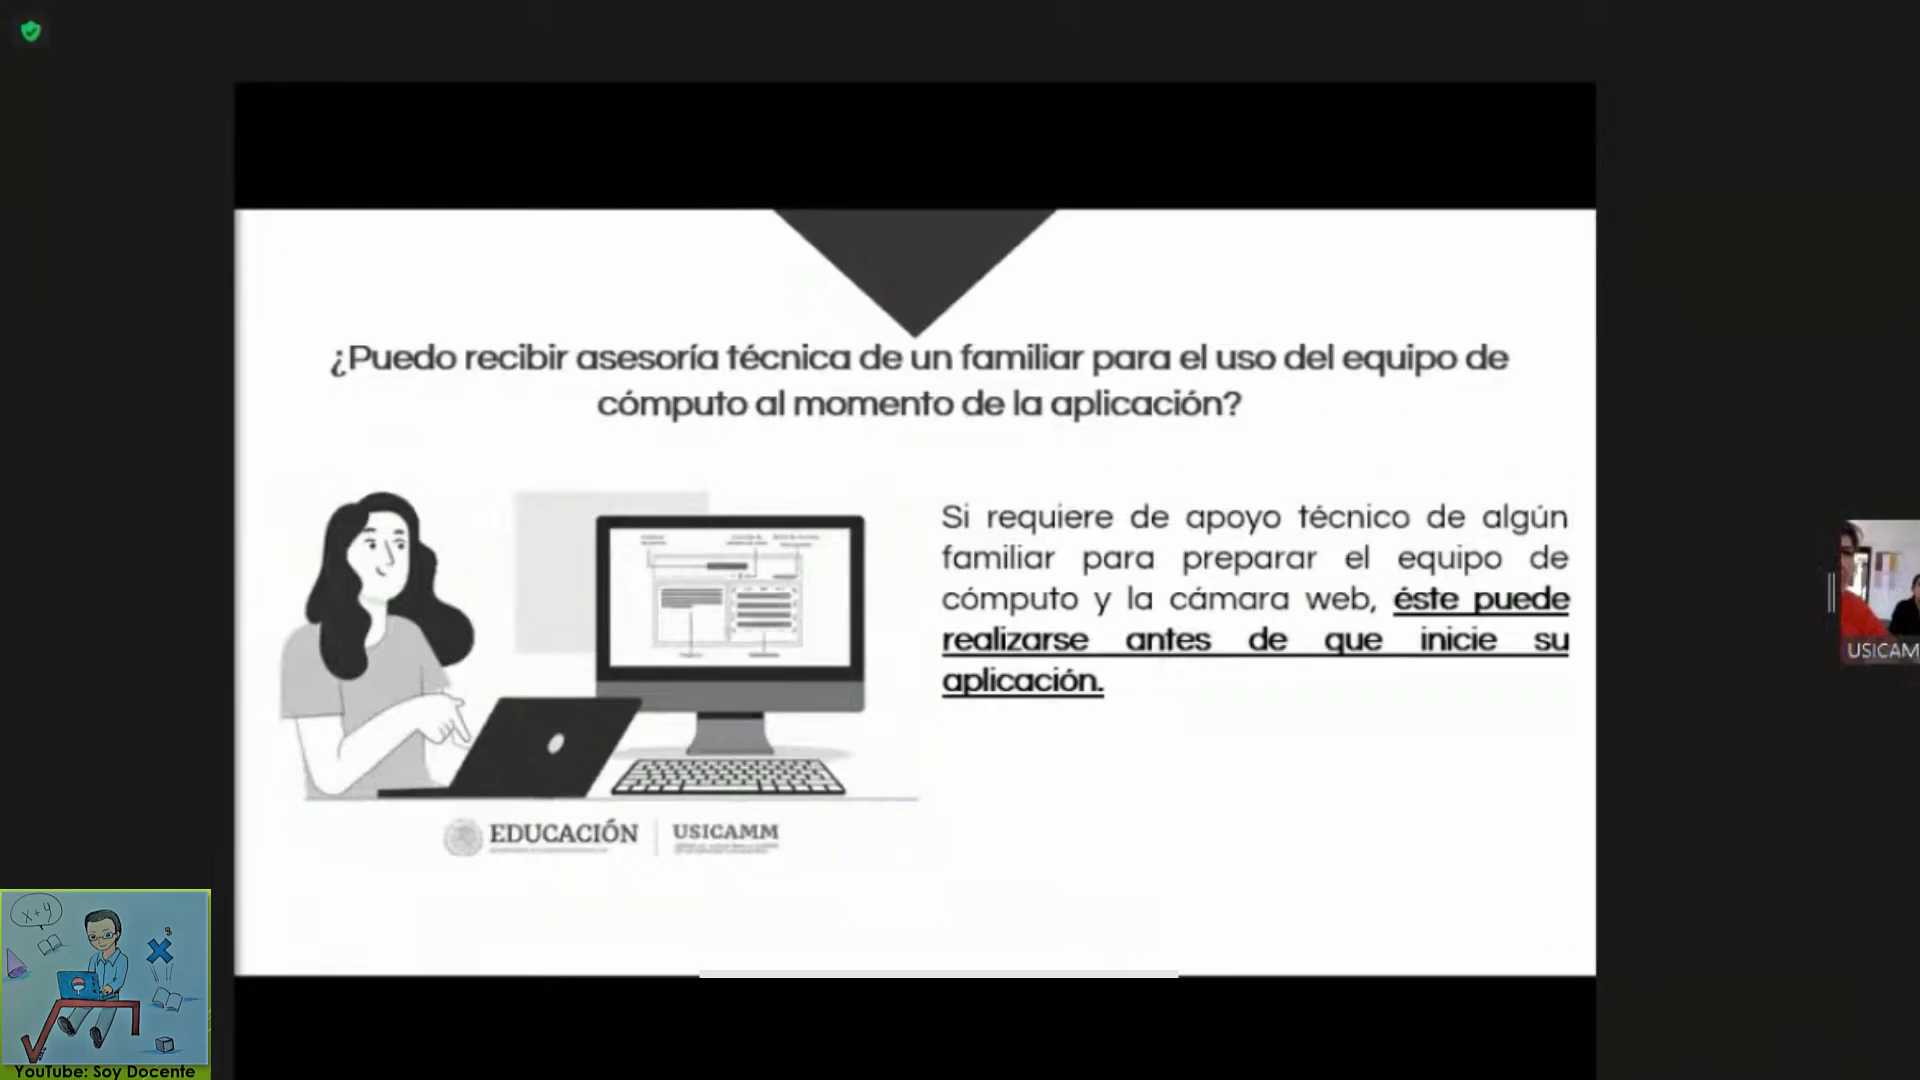 ¿Puedo recibir asesoría técnica de un familiar para el uso del equipo de
cómputo al momento de la aplicación?
Si requiere de apoyo técnico de algún
familiar para preparar el equipo de
cómputo y la cámara web, éste puede
realizarse antes de que inicie su
aplicación.
EDUCACIÓN
USICAMM
USICAM
x+y
YouTube: Soy Docente